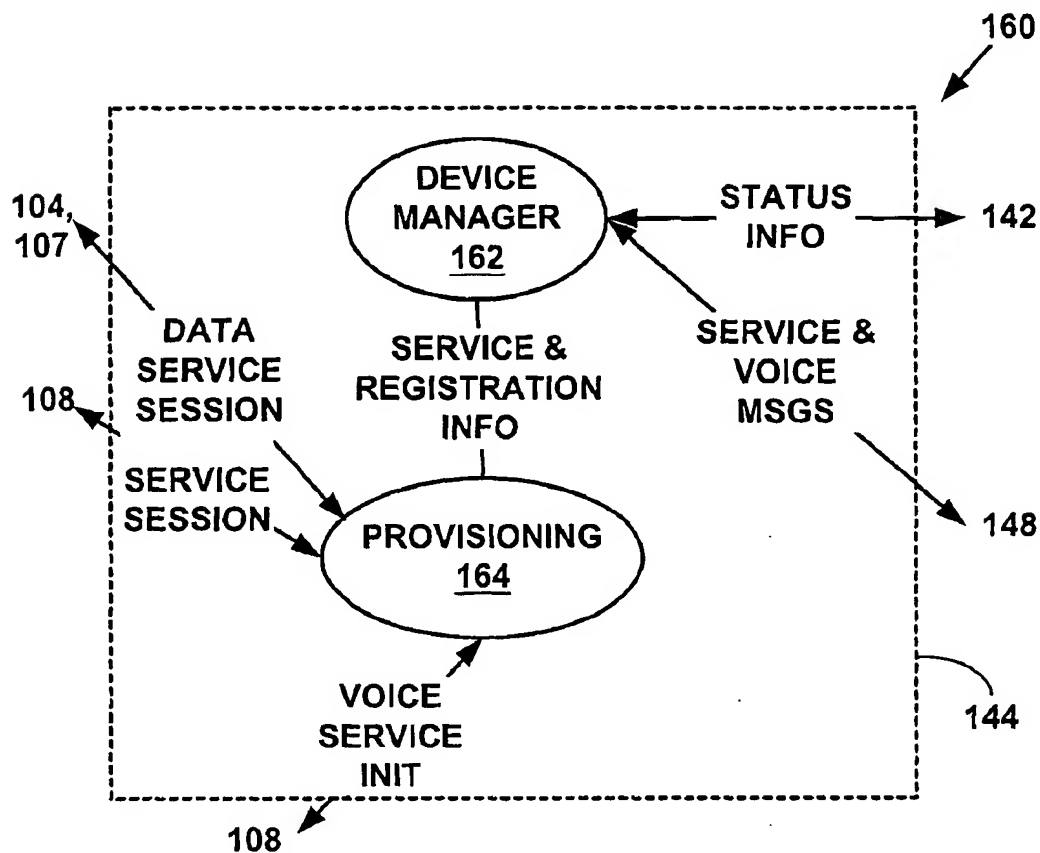 160
DEVICE
MANAGER
162
STATUS
INFO
142
104,
107
DATA
SERVICE
SESSION
SERVICE &
REGISTRATION
INFO
SERVICE &
VOICE
MSGS
108
SERVICE
SESSION
PROVISIONING
164
148
VOICE
SERVICE
INIT
144
108